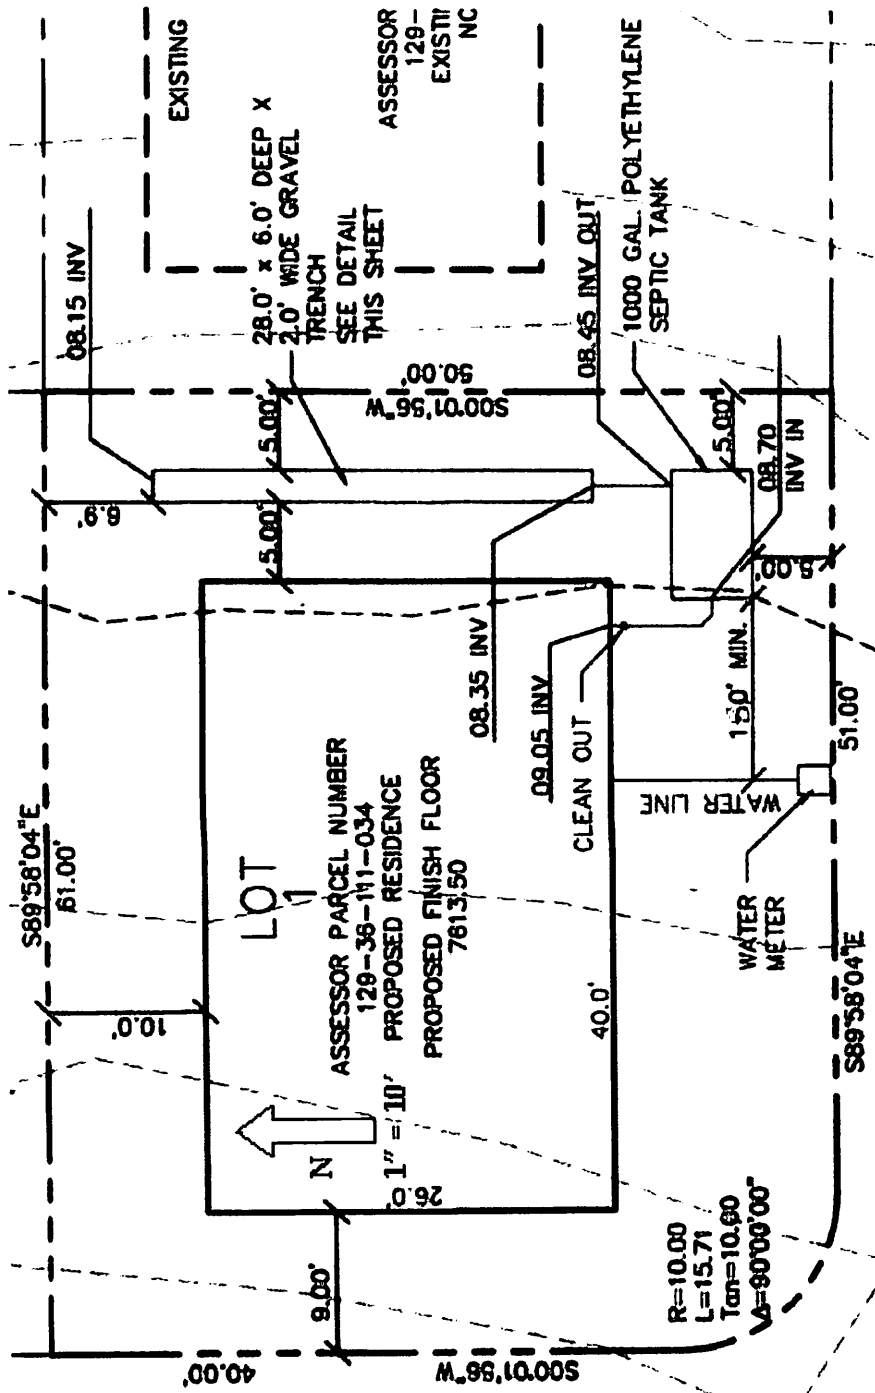 EXISTING
ASSESSOR
129-
EXISTI
NC
08.15 INV
28.0' x 6.0' DEEP X
2.0' WIDE GRAVEL
TRENCH
SEE DETAIL
THIS SHEET
08.45 INV OUT
1000 GAL. POLYETHYLENE
SEPTIC TANK
50.00'
S00°01'56"W
5.00'
5.00'
08.70
INV IN
6.9'
5.00'
5.00'
08.35 INV
09.05 INV
CLEAN OUT
MIN.
WATER LINE
51.00'
S89°58'04"E
61.00'
LOT
1
ASSESSOR PARCEL NUMBER
129-36-111-034
PROPOSED RESIDENCE
PROPOSED FINISH FLOOR
7613.50
WATER
METER
40.0'
S89°58'04"E
10.0'
N
1" = 10'
26.0'
9.00'
R=10.00
L=15.71
Tan=10.00
Δ=90°00'00"
40.00'
S00°01'56"W